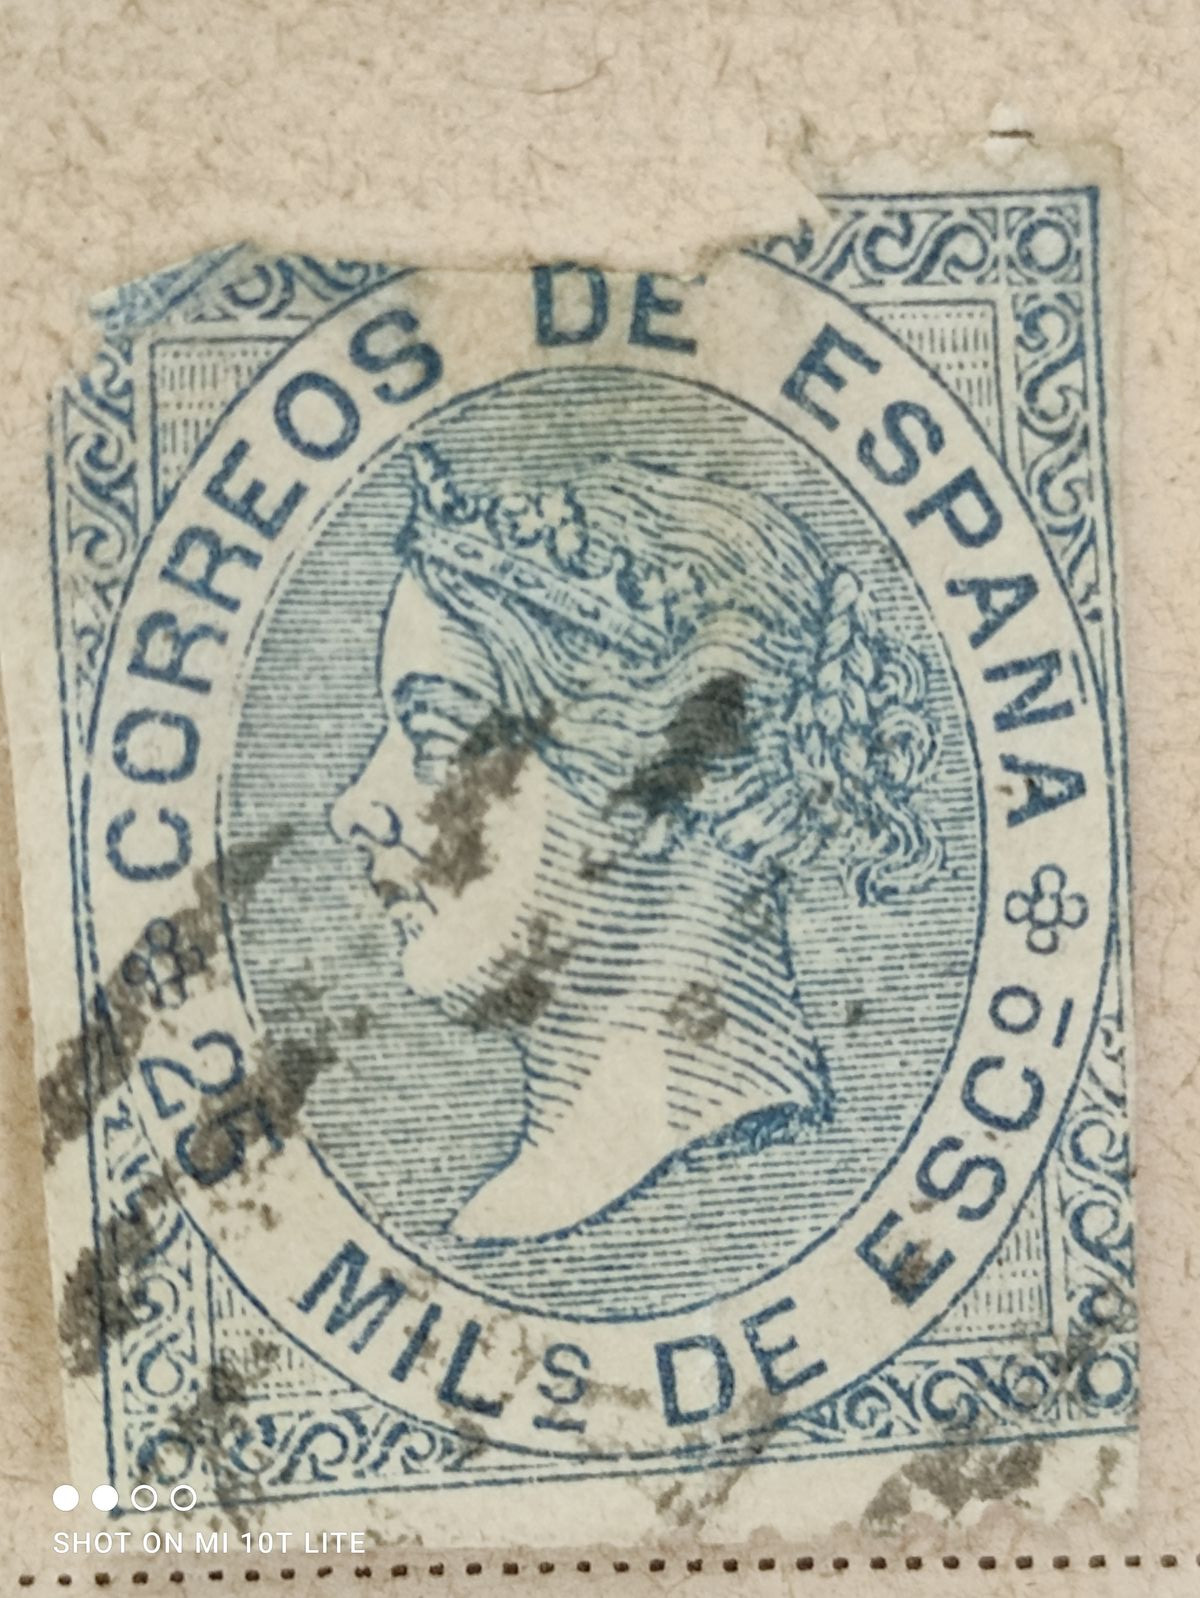 CORREOS DE ESPAÑA
25 MILS DE ESCO
SHOT ON MI 10T LITE